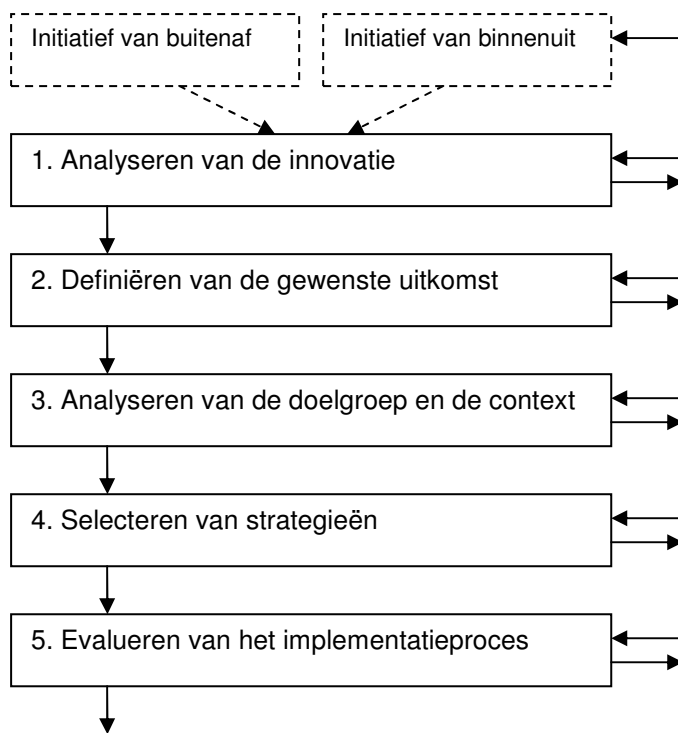 Initiatief van buitenaf
Initiatief van binnenuit
1. Analyseren van de innovatie
2. Definiëren van de gewenste uitkomst
3. Analyseren van de doelgroep en de context
4. Selecteren van strategieën
5. Evalueren van het implementatieproces